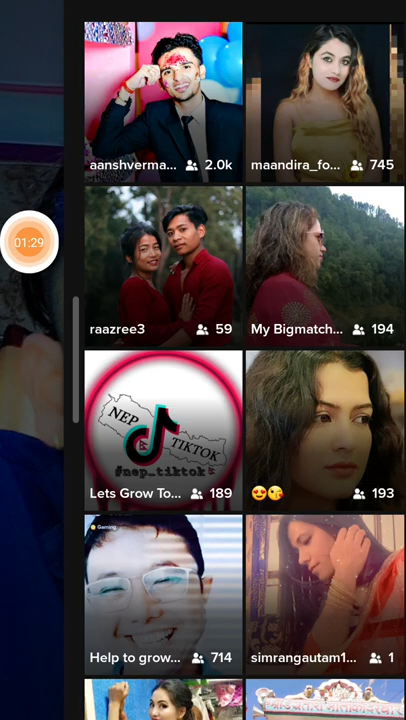 aanshverma... 2.0k
maandira_fo... 745
01:29
raazree3 59
My Bigmatch... 194
NEP
TIKTOK
#nep_tiktok
Lets Grow To... 189
😍😘 193
Gaming
Help to grow... 714
simrangautam1... 1